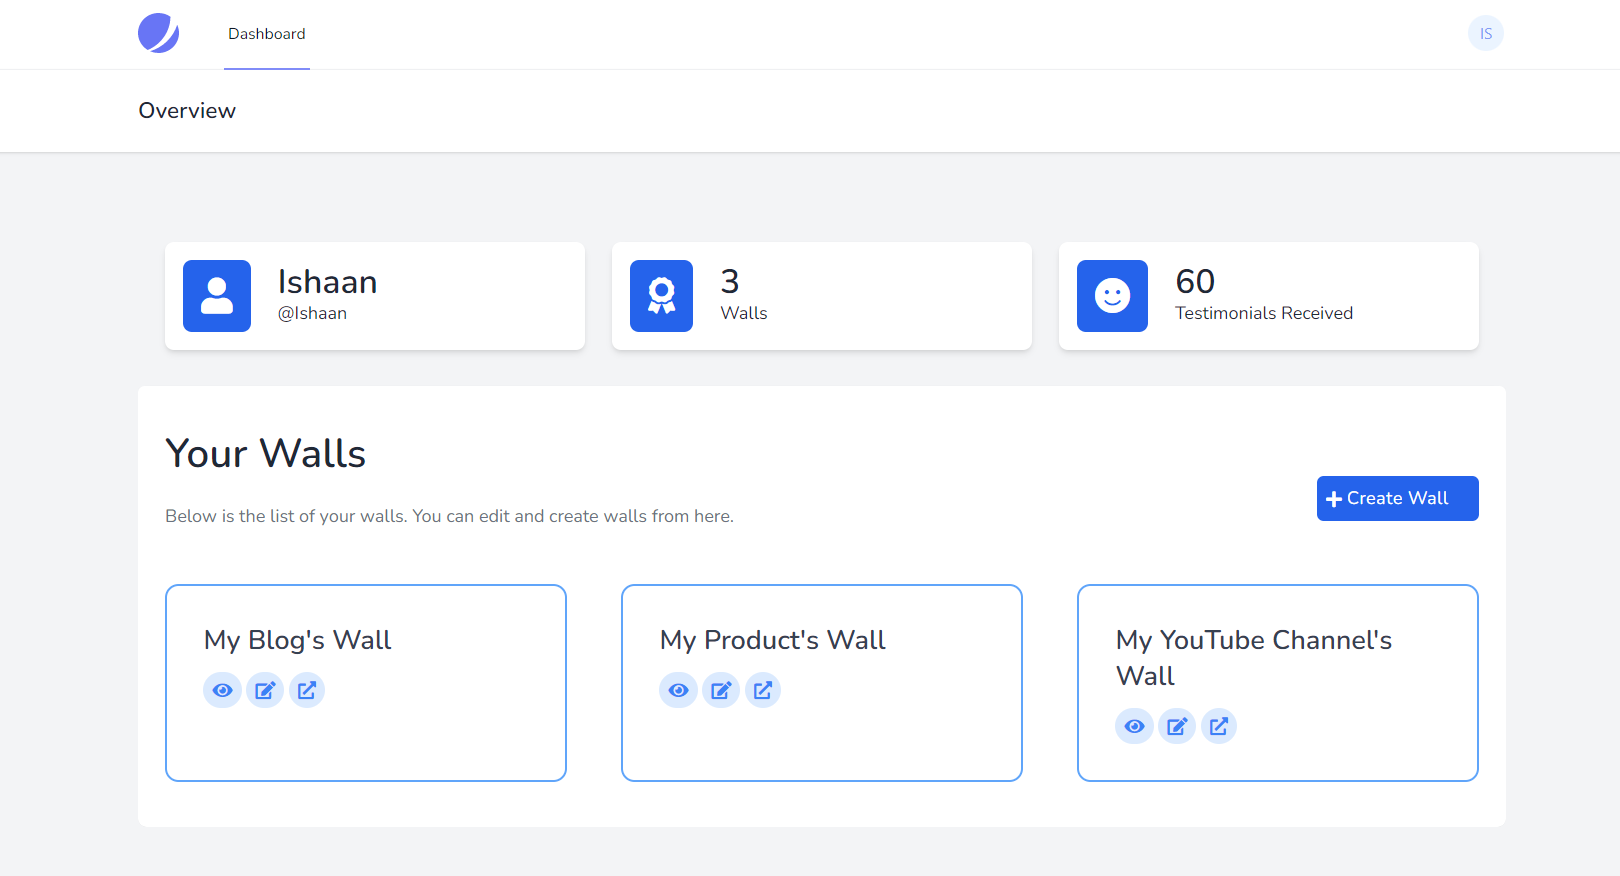 Dashboard
IS
Overview
Ishaan
@Ishaan
3
Walls
60
Testimonials Received
Your Walls
Below is the list of your walls. You can edit and create walls from here.
Create Wall
My Blog's Wall
My Product's Wall
My YouTube Channel's
Wall